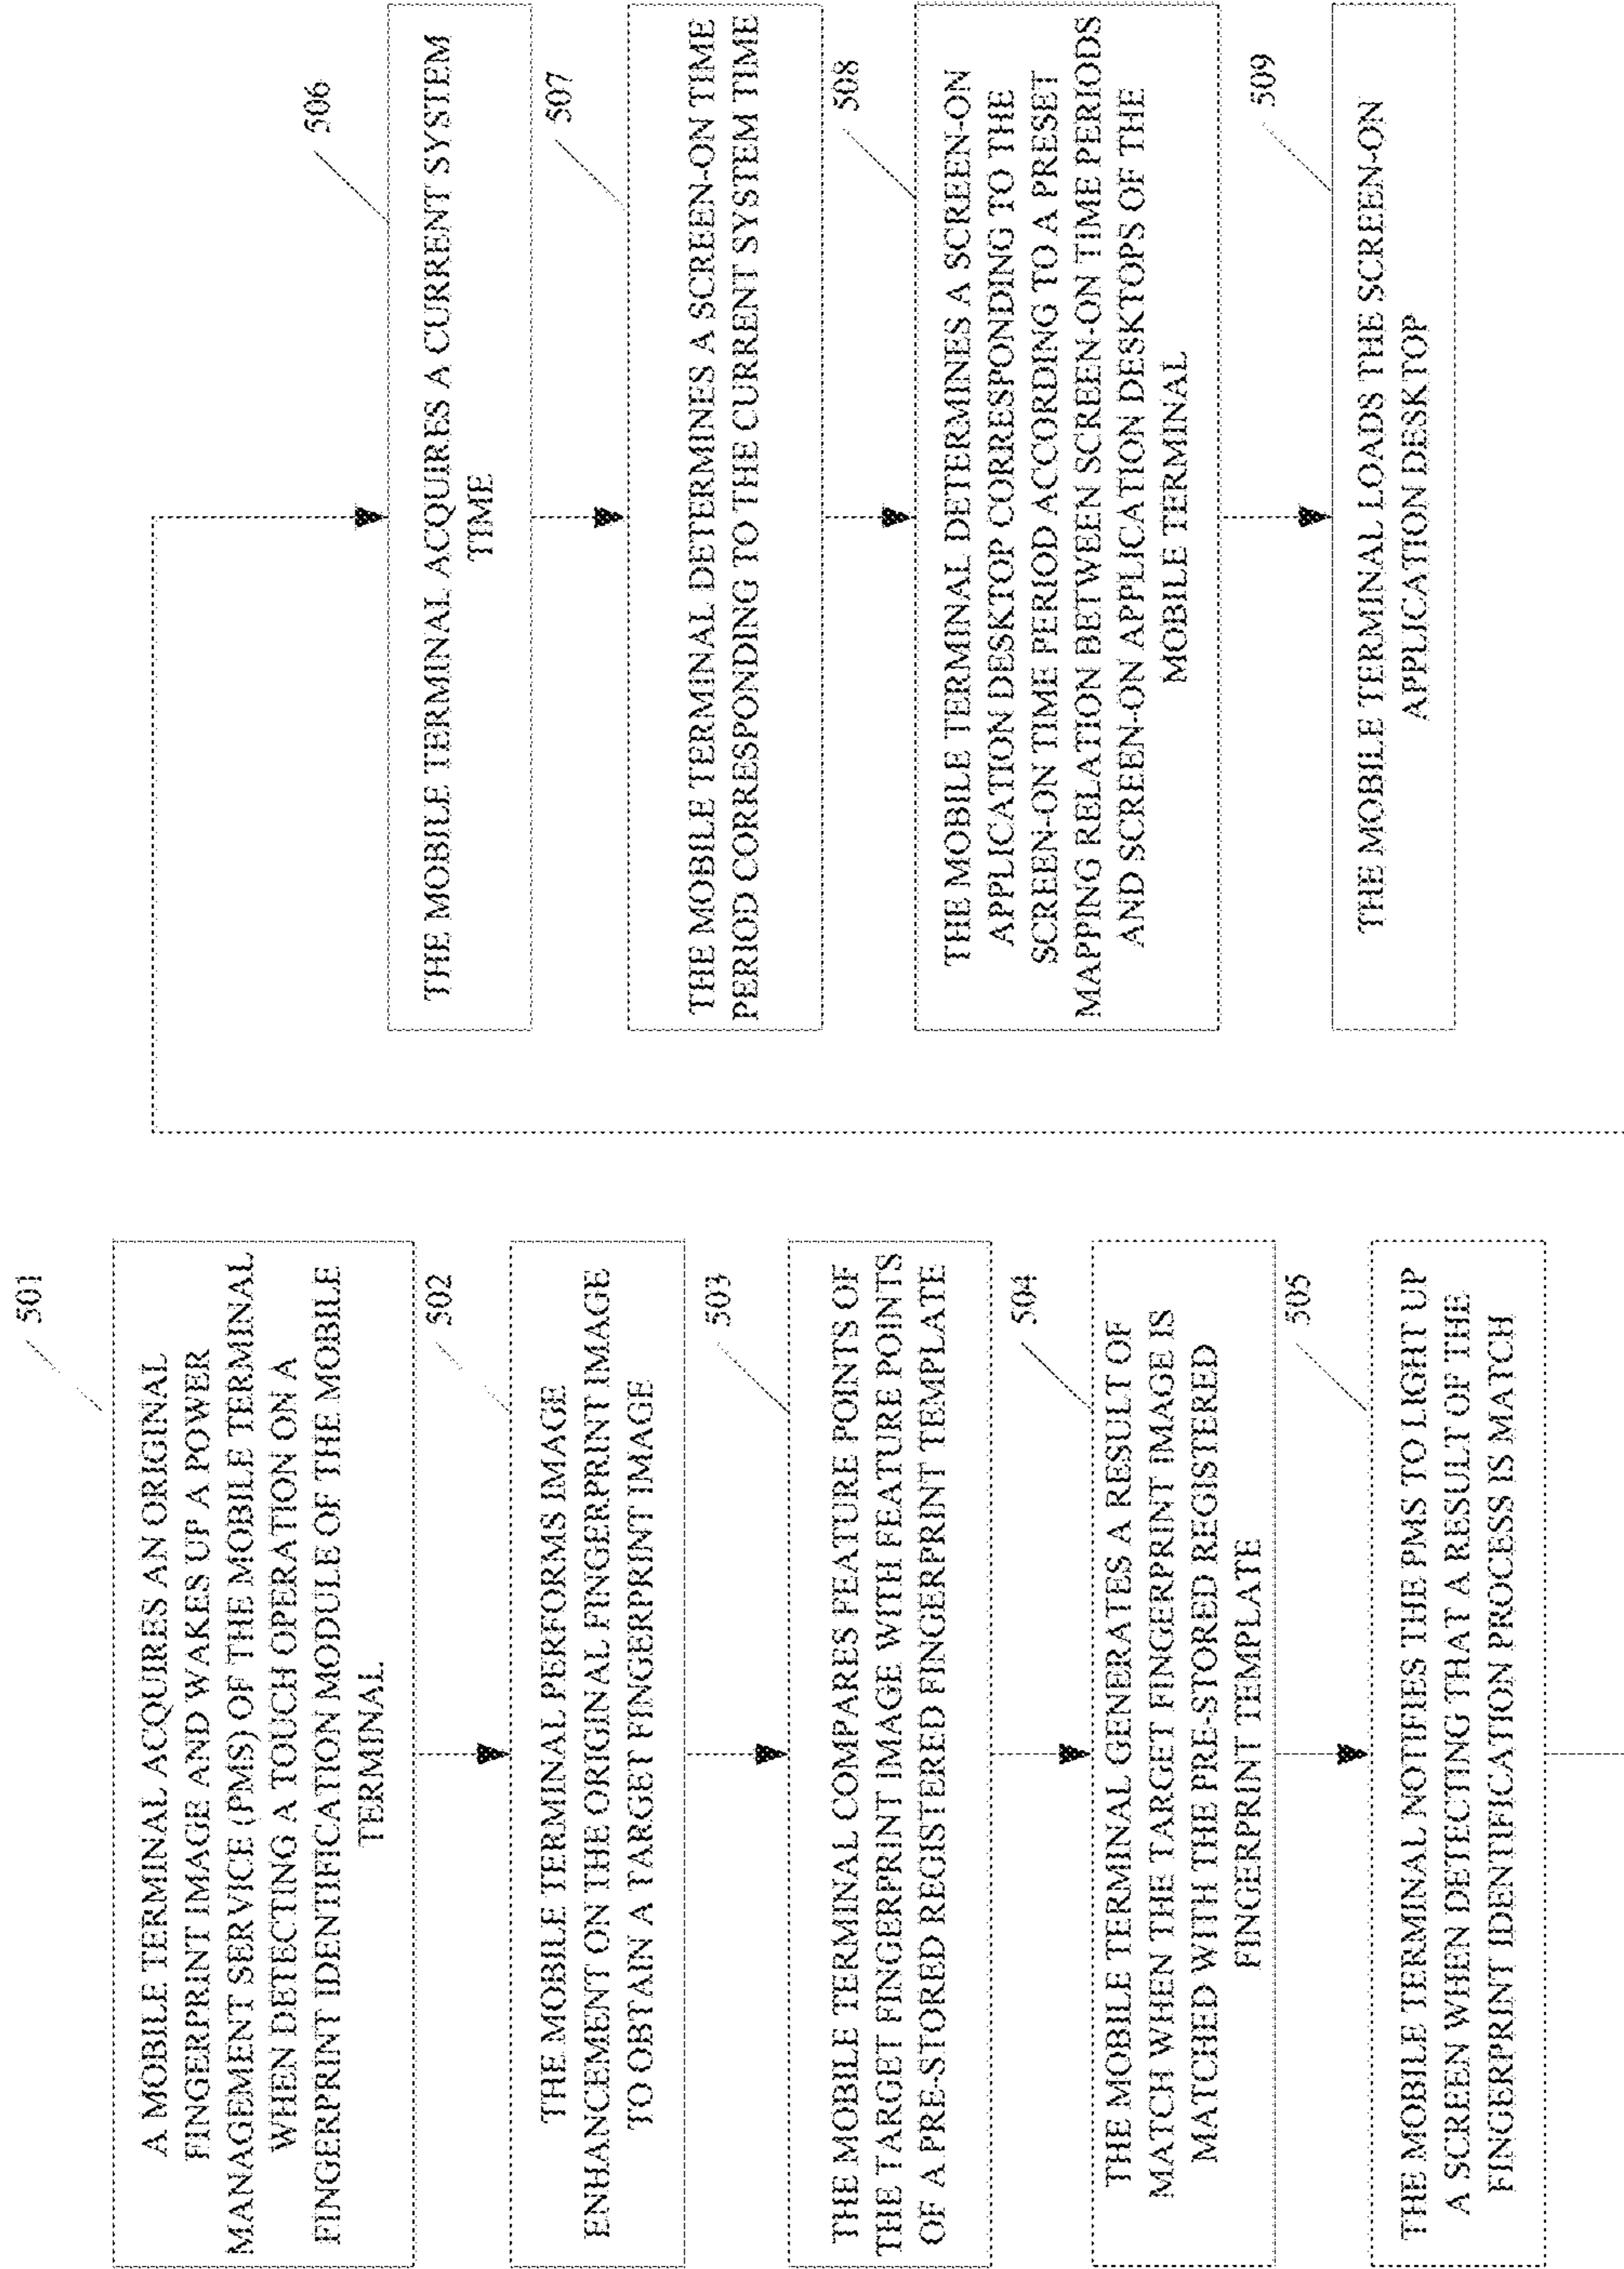 501
A MOBILE TERMINAL ACQUIRES AN ORIGINAL
FINGERPRINT IMAGE AND WAKES UP A POWER
MANAGEMENT SERVICE (PMS) OF THE MOBILE TERMINAL
WHEN DETECTING A TOUCH OPERATION ON A
FINGERPRINT IDENTIFICATION MODULE OF THE MOBILE
TERMINAL
502
THE MOBILE TERMINAL PERFORMS IMAGE
ENHANCEMENT ON THE ORIGINAL FINGERPRINT IMAGE
TO OBTAIN A TARGET FINGERPRINT IMAGE
503
THE MOBILE TERMINAL COMPARES FEATURE POINTS OF
THE TARGET FINGERPRINT IMAGE WITH FEATURE POINTS
OF A PRE-STORED REGISTERED FINGERPRINT TEMPLATE
504
THE MOBILE TERMINAL GENERATES A RESULT OF
MATCH WHEN THE TARGET FINGERPRINT IMAGE IS
MATCHED WITH THE PRE-STORED REGISTERED
FINGERPRINT TEMPLATE
505
THE MOBILE TERMINAL NOTIFIES THE PMS TO LIGHT UP
A SCREEN WHEN DETECTING THAT A RESULT OF THE
FINGERPRINT IDENTIFICATION PROCESS IS MATCH
506
THE MOBILE TERMINAL ACQUIRES A CURRENT SYSTEM
TIME
507
THE MOBILE TERMINAL DETERMINES A SCREEN-ON TIME
PERIOD CORRESPONDING TO THE CURRENT SYSTEM TIME
508
THE MOBILE TERMINAL DETERMINES A SCREEN-ON
APPLICATION DESKTOP CORRESPONDING TO THE
SCREEN-ON TIME PERIOD ACCORDING TO A PRESET
MAPPING RELATION BETWEEN SCREEN-ON TIME PERIODS
AND SCREEN-ON APPLICATION DESKTOPS OF THE
MOBILE TERMINAL
509
THE MOBILE TERMINAL LOADS THE SCREEN-ON
APPLICATION DESKTOP